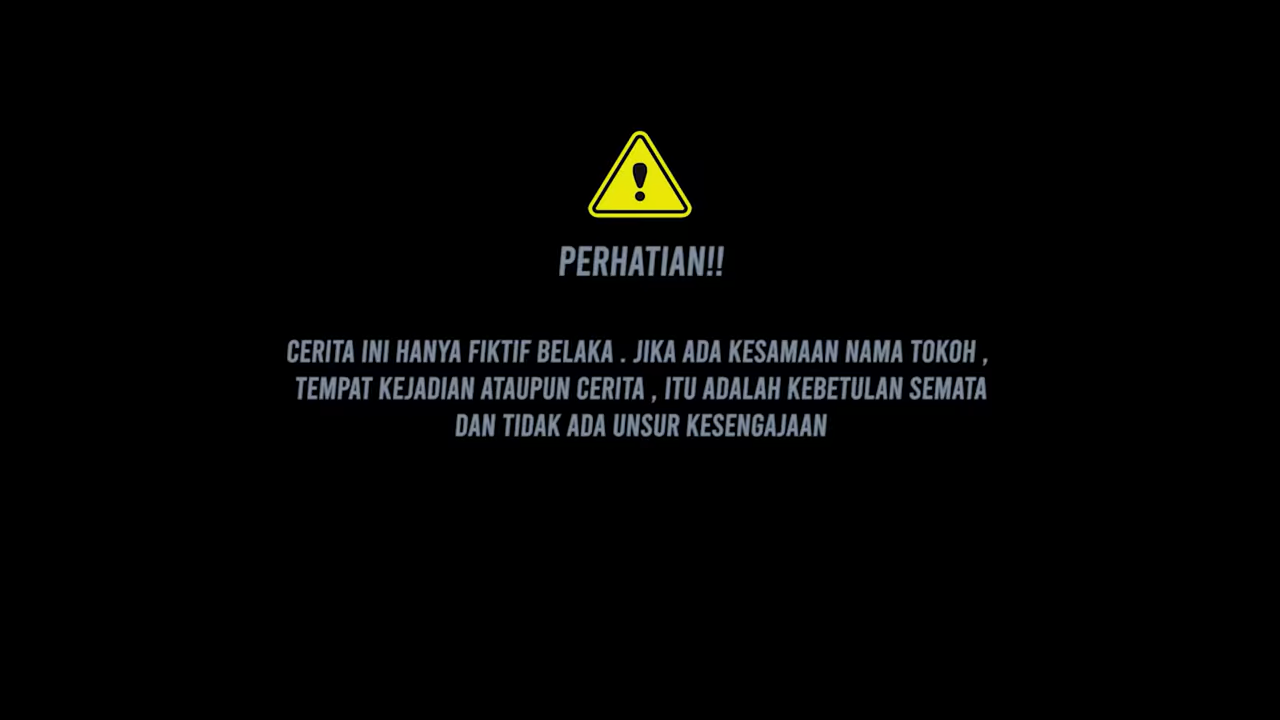 PERHATIAN!!
CERITA INI HANYA FIKTIF BELAKA . JIKA ADA KESAMAAN NAMA TOKOH ,
TEMPAT KEJADIAN ATAUPUN CERITA , ITU ADALAH KEBETULAN SEMATA
DAN TIDAK ADA UNSUR KESENGAJAAN